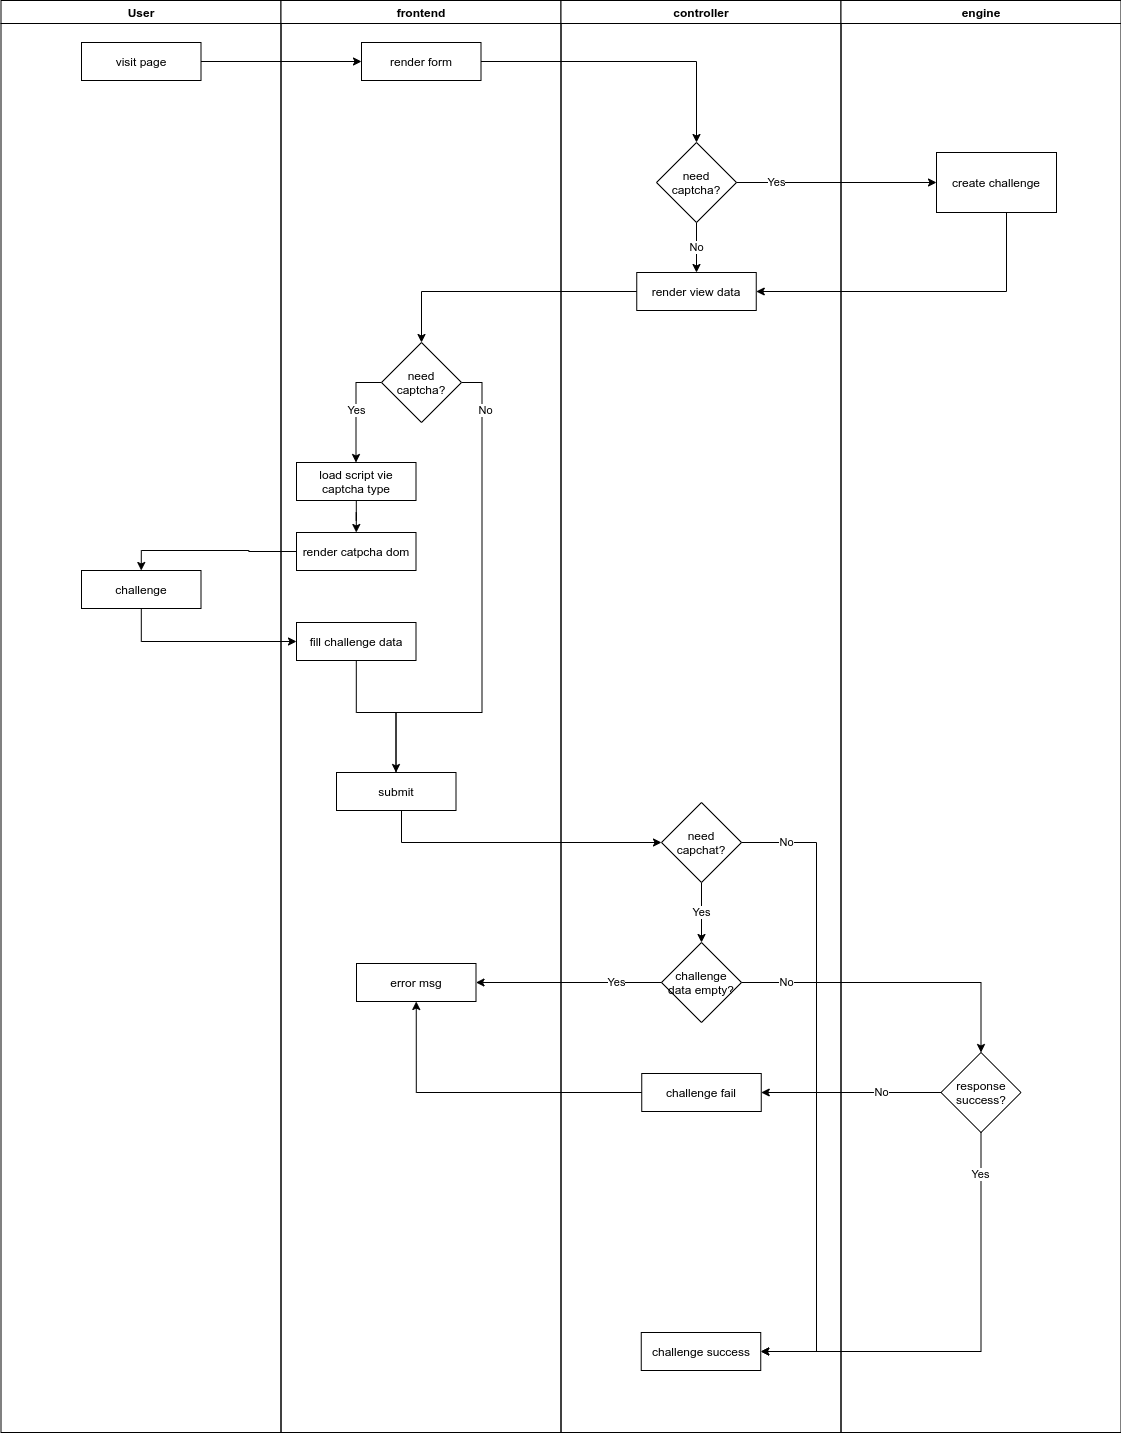 User
frontend
controller
engine
visit page
render form
need
captcha?
Yes
create challenge
No
render view data
need
captcha?
Yes
No
load script vie
captcha type
render catpcha dom
challenge
fill challenge data
submit
need
capchat?
No
Yes
error msg
Yes
challenge
data empty?
No
challenge fail
No
response
success?
Yes
challenge success